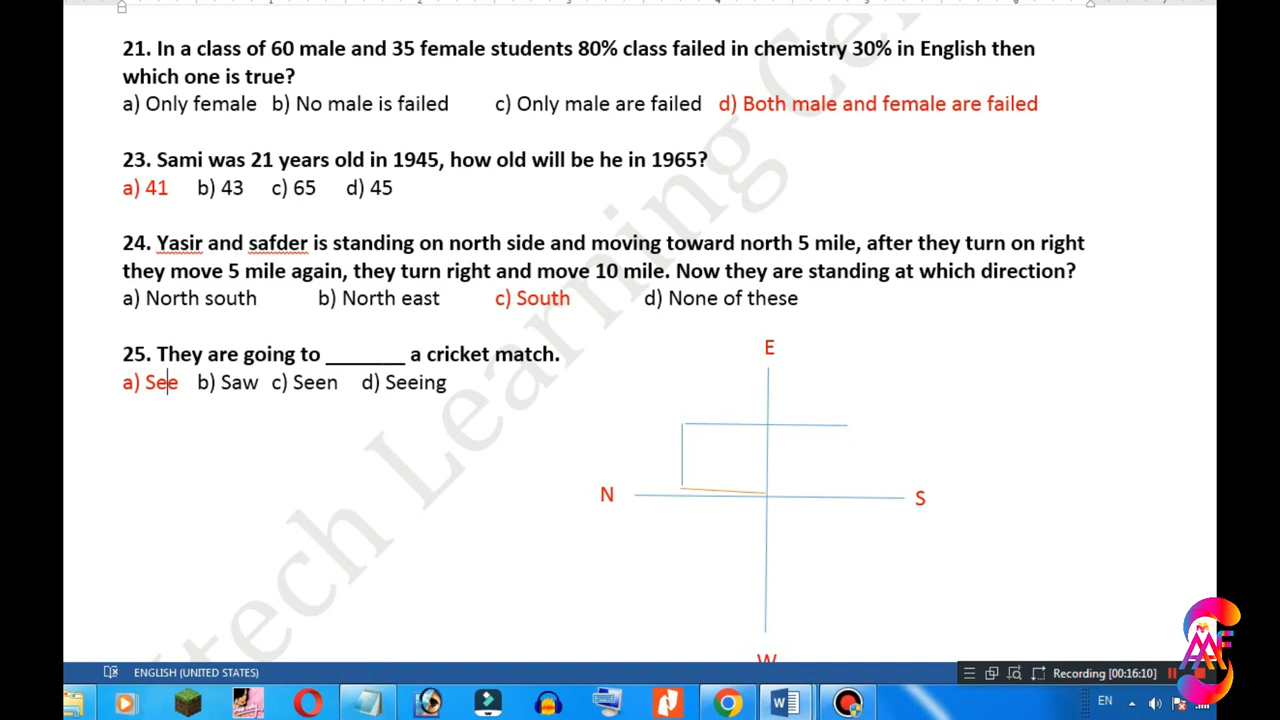 21. In a class of 60 male and 35 female students 80% class failed in chemistry 30% in English then
which one is true?
a) Only female b) No male is failed c) Only male are failed d) Both male and female are failed
23. Sami was 21 years old in 1945, how old will be he in 1965?
a) 41 b) 43 c) 65 d) 45
24. Yasir and safder is standing on north side and moving toward north 5 mile, after they turn on right
they move 5 mile again, they turn right and move 10 mile. Now they are standing at which direction?
a) North south b) North east c) South d) None of these
25. They are going to _______ a cricket match.
a) See b) Saw c) Seen d) Seeing
E
N
S
W
itech Learning Cen
ENGLISH (UNITED STATES)
Recording [00:16:10]
EN